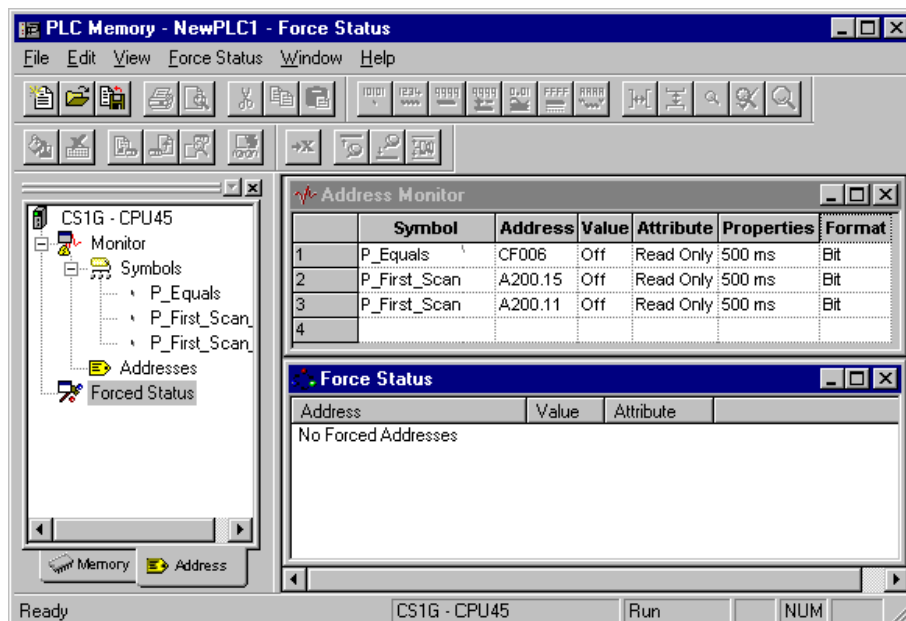 PLC Memory - NewPLC1 - Force Status
File Edit View Force Status Window Help
CS1G - CPU45
Monitor
Symbols
P_Equals
P_First_Scan_
P_First_Scan_
Addresses
Forced Status
Memory Address
Address Monitor
Symbol Address Value Attribute Properties Format
1 P_Equals CF006 Off Read Only 500 ms Bit
2 P_First_Scan A200.15 Off Read Only 500 ms Bit
3 P_First_Scan A200.11 Off Read Only 500 ms Bit
4
Force Status
Address Value Attribute
No Forced Addresses
Ready CS1G - CPU45 Run NUM